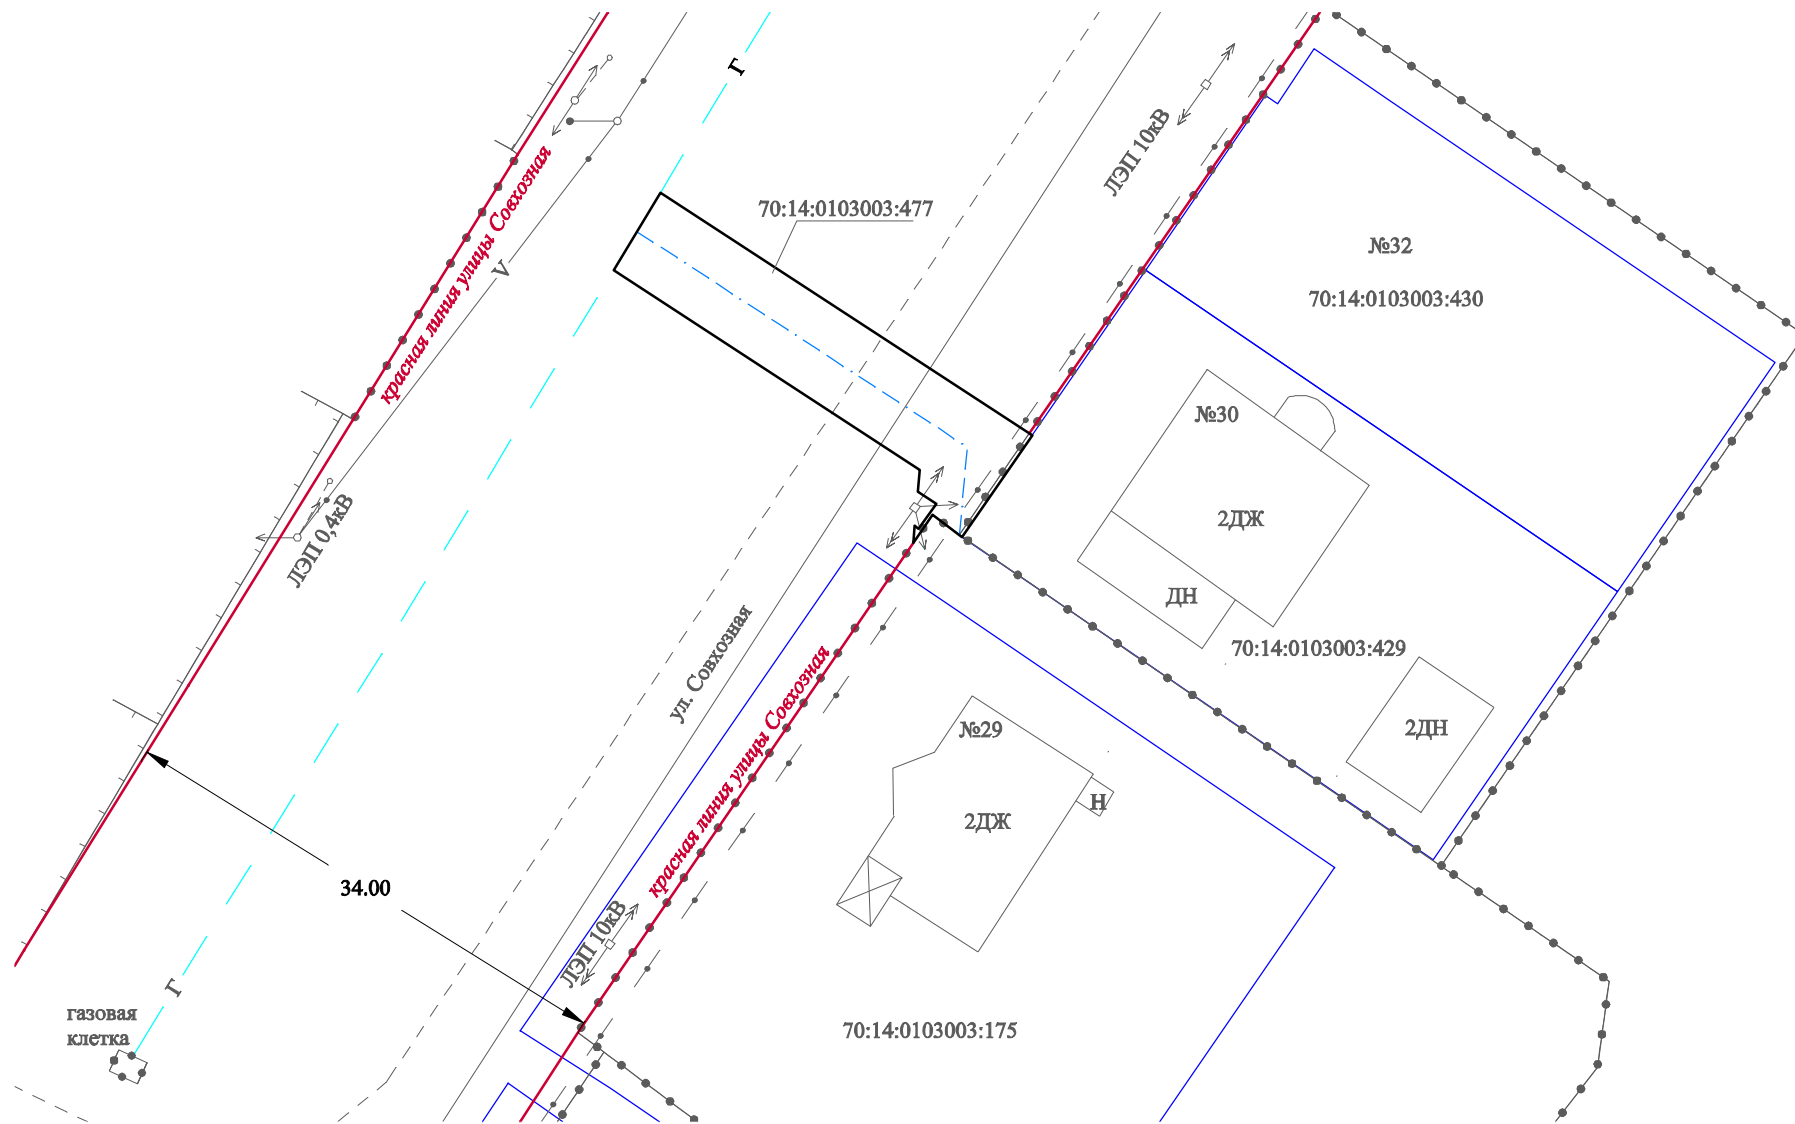 Г
ЛЭП 10кВ
красная линия улицы Совхозная
70:14:0103003:477
V
№32
70:14:0103003:430
№30
2ДЖ
ЛЭП 0,4кВ
ДН
70:14:0103003:429
ул. Совхозная
2ДН
№29
красная линия улицы Совхозная
Н
2ДЖ
34.00
ЛЭП 10кВ
Г
газовая
клетка
70:14:0103003:175